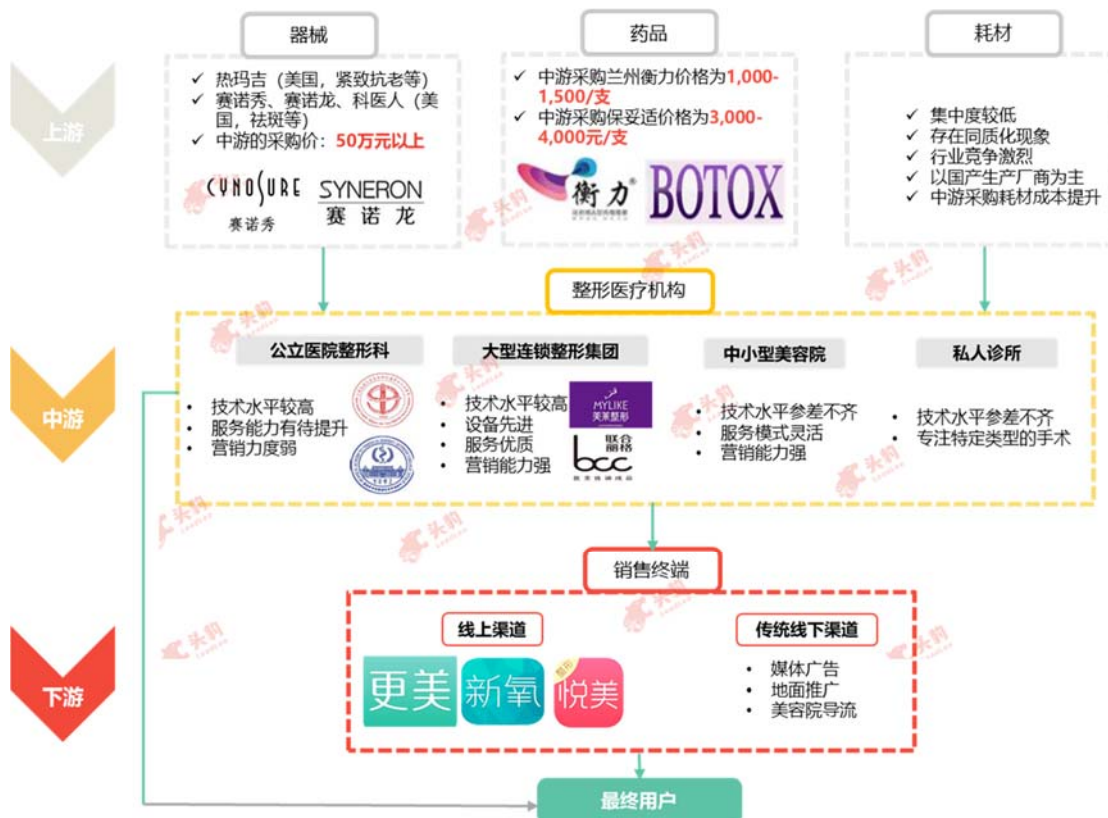 器械
药品
耗材
上游
✓ 热玛吉（美国，紧致抗老等）
✓ 赛诺秀、赛诺龙、科医人（美
国，祛斑等）
✓ 中游的采购价：50万元以上
CYNOSURE
赛诺秀
SYNERON
赛诺龙
✓ 中游采购兰州衡力价格为1,000-
1,500/支
✓ 中游采购保妥适价格为3,000-
4,000元/支
衡力
BOTOX
✓ 集中度较低
✓ 存在同质化现象
✓ 行业竞争激烈
✓ 以国产生产厂商为主
✓ 中游采购耗材成本提升
整形医疗机构
中游
公立医院整形科
• 技术水平较高
• 服务能力有待提升
• 营销力度弱
大型连锁整形集团
• 技术水平较高
• 设备先进
• 服务优质
• 营销能力强
MYLIKE
美莱整形
联合
丽格
bcc
中小型美容院
• 技术水平参差不齐
• 服务模式灵活
• 营销能力强
私人诊所
• 技术水平参差不齐
• 专注特定类型的手术
销售终端
下游
线上渠道
更美
新氧
整形
悦美
传统线下渠道
• 媒体广告
• 地面推广
• 美容院导流
最终用户
头豹
LeadLeo